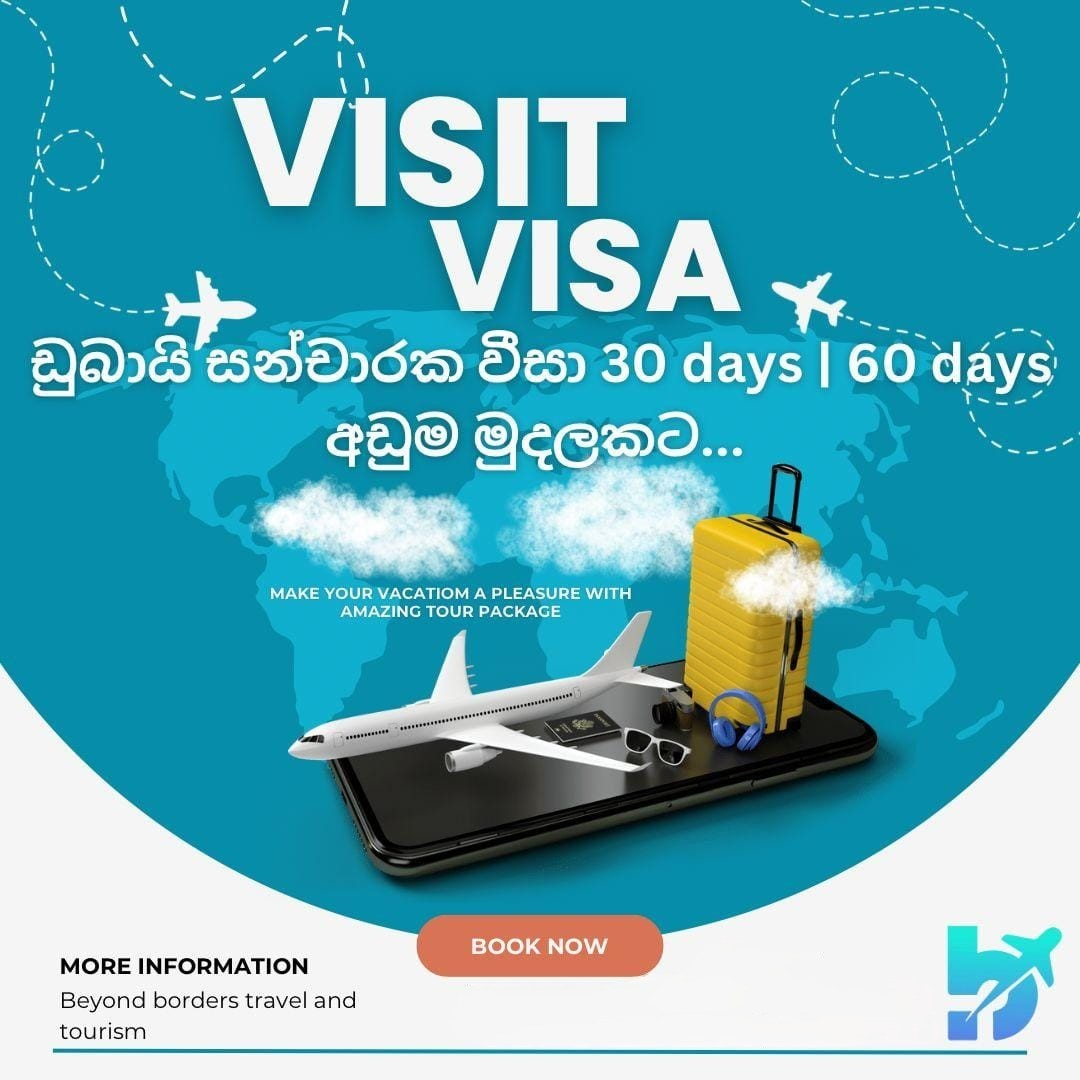 VISIT
VISA
ඩුබායි සන්චාරක වීසා 30 days | 60 days
අඩුම මුදලකට...
MAKE YOUR VACATIOM A PLEASURE WITH
AMAZING TOUR PACKAGE
PASSPORT
BOOK NOW
MORE INFORMATION
Beyond borders travel and
tourism